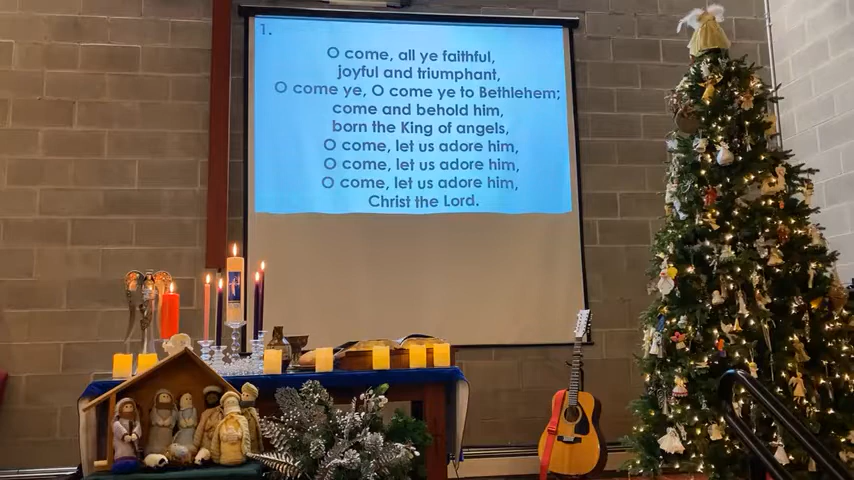 1.
O come, all ye faithful,
joyful and triumphant,
O come ye, O come ye to Bethlehem;
come and behold him,
born the King of angels,
O come, let us adore him,
O come, let us adore him,
O come, let us adore him,
Christ the Lord.